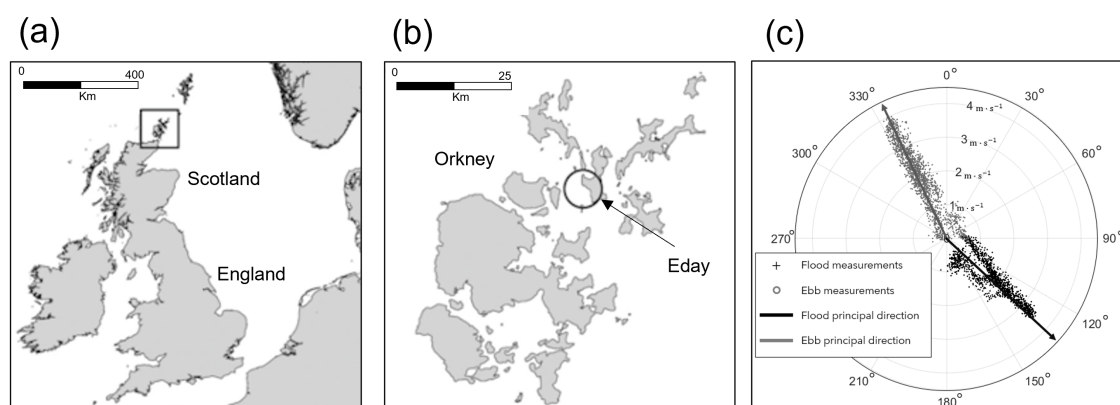 (a)
0 400
Km
Scotland
England
(b)
0 25
Km
Orkney
Eday
(c)
0°
30°
60°
90°
120°
150°
180°
210°
270°
300°
330°
4 m·s⁻¹
3 m·s⁻¹
2 m·s⁻¹
1 m·s⁻¹
+ Flood measurements
o Ebb measurements
Flood principal direction
Ebb principal direction